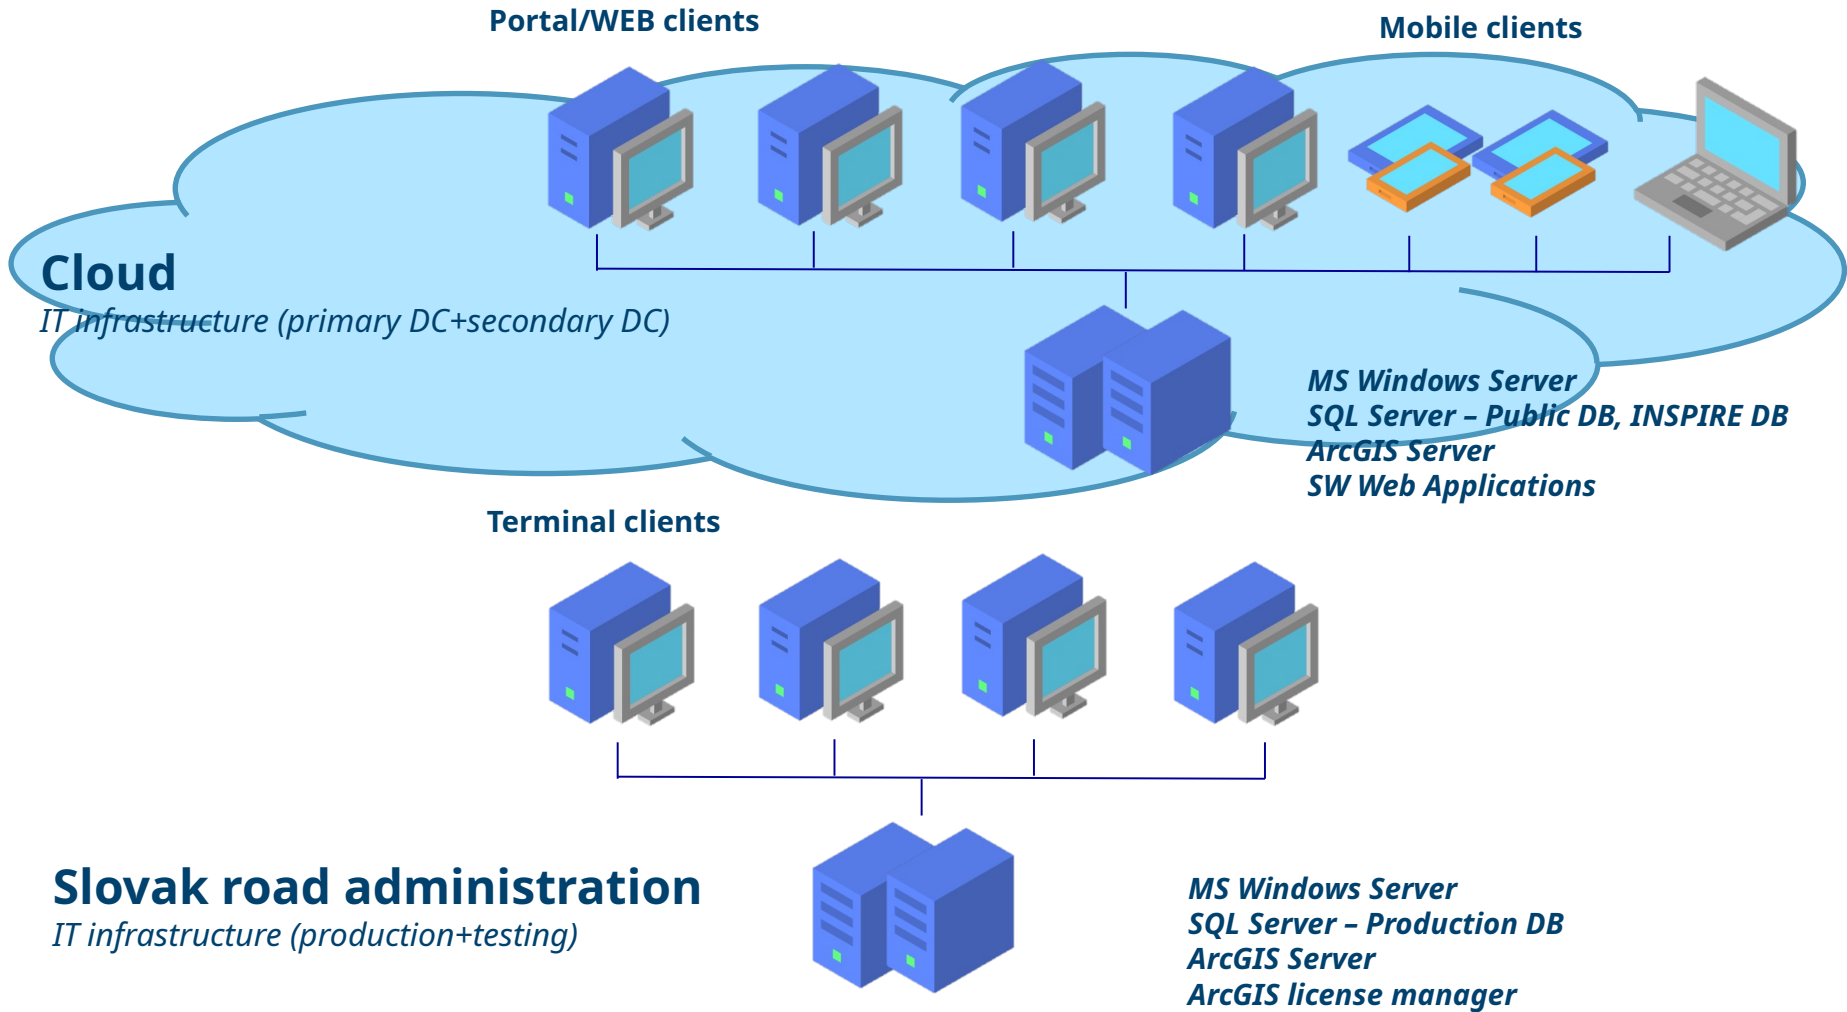 Portal/WEB clients
Mobile clients
Cloud
IT infrastructure (primary DC+secondary DC)
MS Windows Server
SQL Server – Public DB, INSPIRE DB
ArcGIS Server
SW Web Applications
Terminal clients
Slovak road administration
IT infrastructure (production+testing)
MS Windows Server
SQL Server – Production DB
ArcGIS Server
ArcGIS license manager